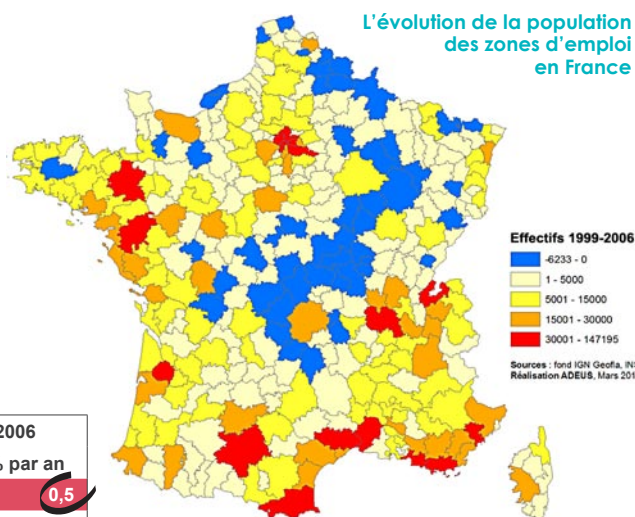 L'évolution de la population
des zones d'emploi
en France
Effectifs 1999-2006
-6233 - 0
1 - 5000
5001 - 15000
15001 - 30000
30001 - 147195
Sources : fond IGN Geofla,
Réalisation ADEUS, Mars
2006
par an
0,5